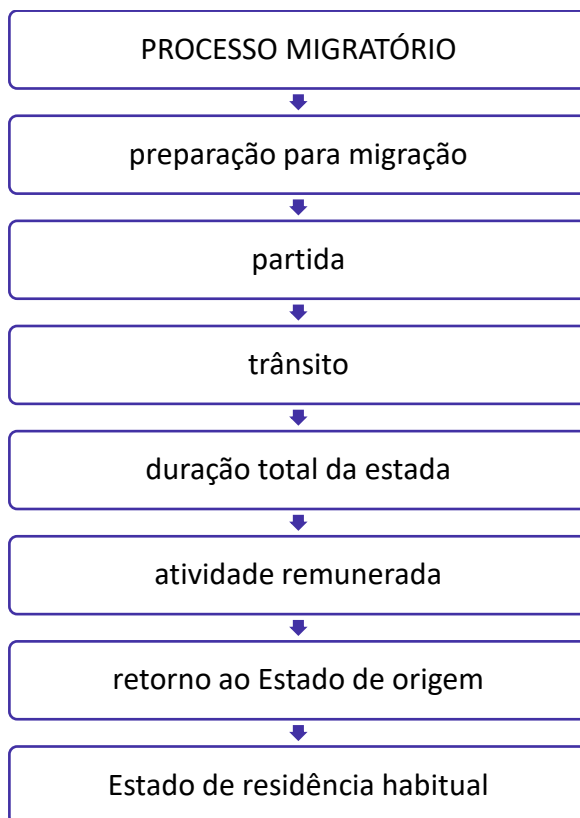 PROCESSO MIGRATÓRIO
preparação para migração
partida
trânsito
duração total da estada
atividade remunerada
retorno ao Estado de origem
Estado de residência habitual